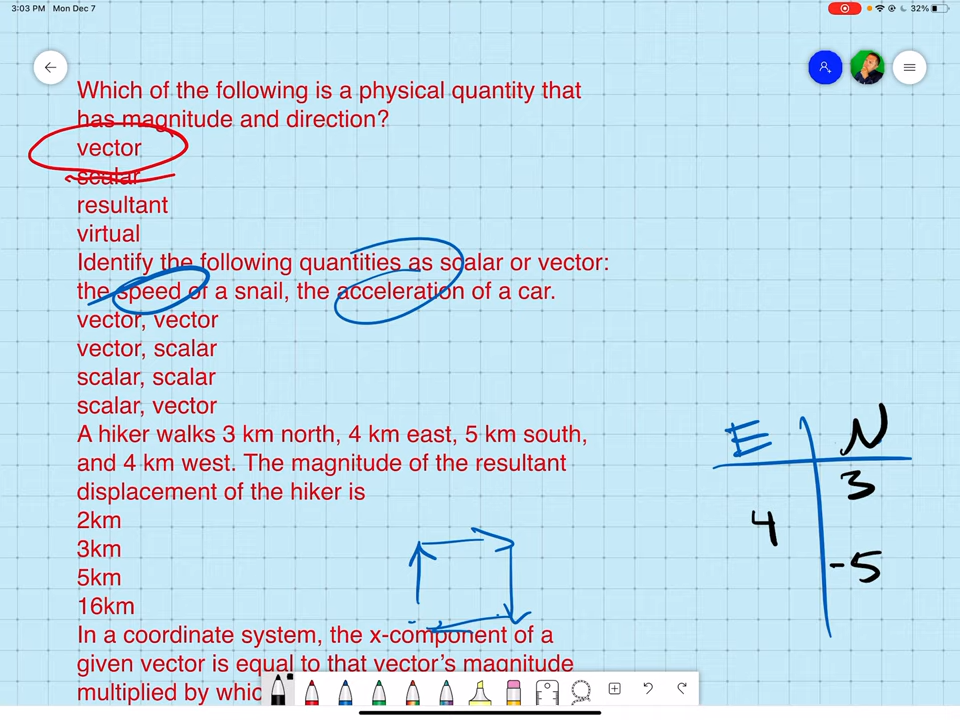 3:03 PM Mon Dec 7
32%
Which of the following is a physical quantity that
has magnitude and direction?
vector
scalar
resultant
virtual
Identify the following quantities as scalar or vector:
the speed of a snail, the acceleration of a car.
vector, vector
vector, scalar
scalar, scalar
scalar, vector
A hiker walks 3 km north, 4 km east, 5 km south,
and 4 km west. The magnitude of the resultant
displacement of the hiker is
2km
3km
5km
16km
In a coordinate system, the x-component of a
given vector is equal to that vector’s magnitude
multiplied by
E N
3
4
-5